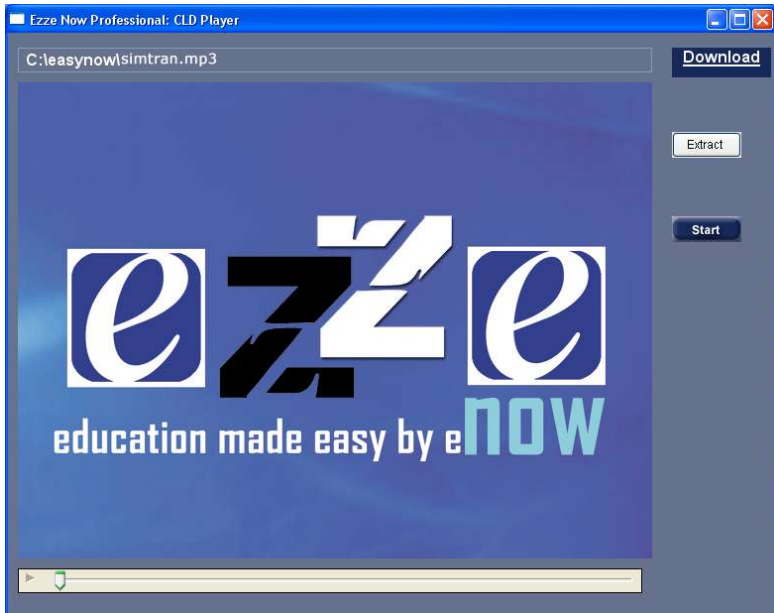 Ezze Now Professional: CLD Player
C:\easynow\simtran.mp3
Download
Extract
Start
ezze
education made easy by enow